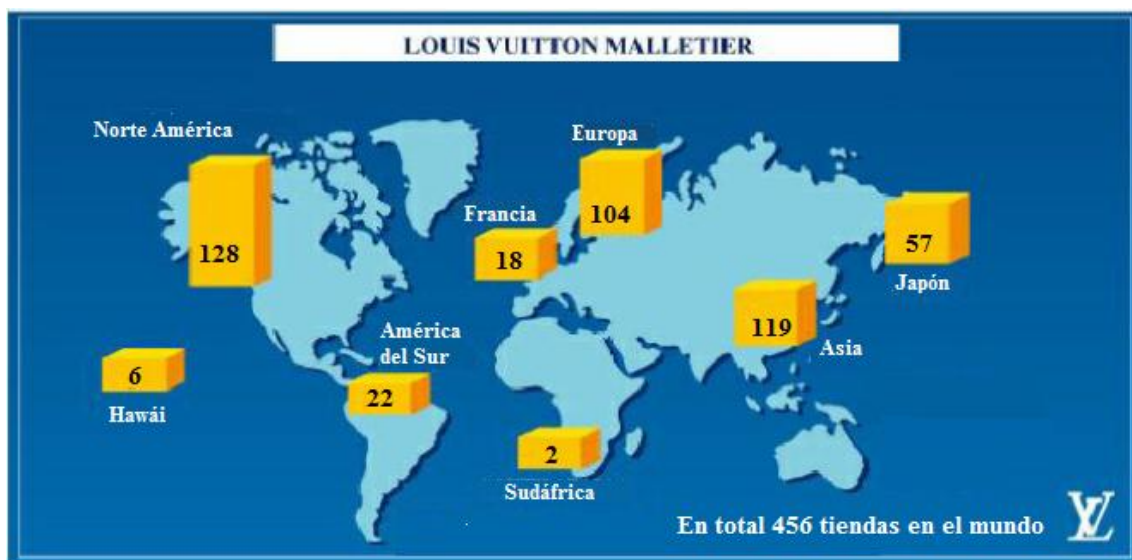 LOUIS VUITTON MALLETIER
Norte América
128
Europa
104
Francia
18
57
Japón
119
Asia
América
del Sur
22
6
Hawái
2
Sudáfrica
En total 456 tiendas en el mundo
LV